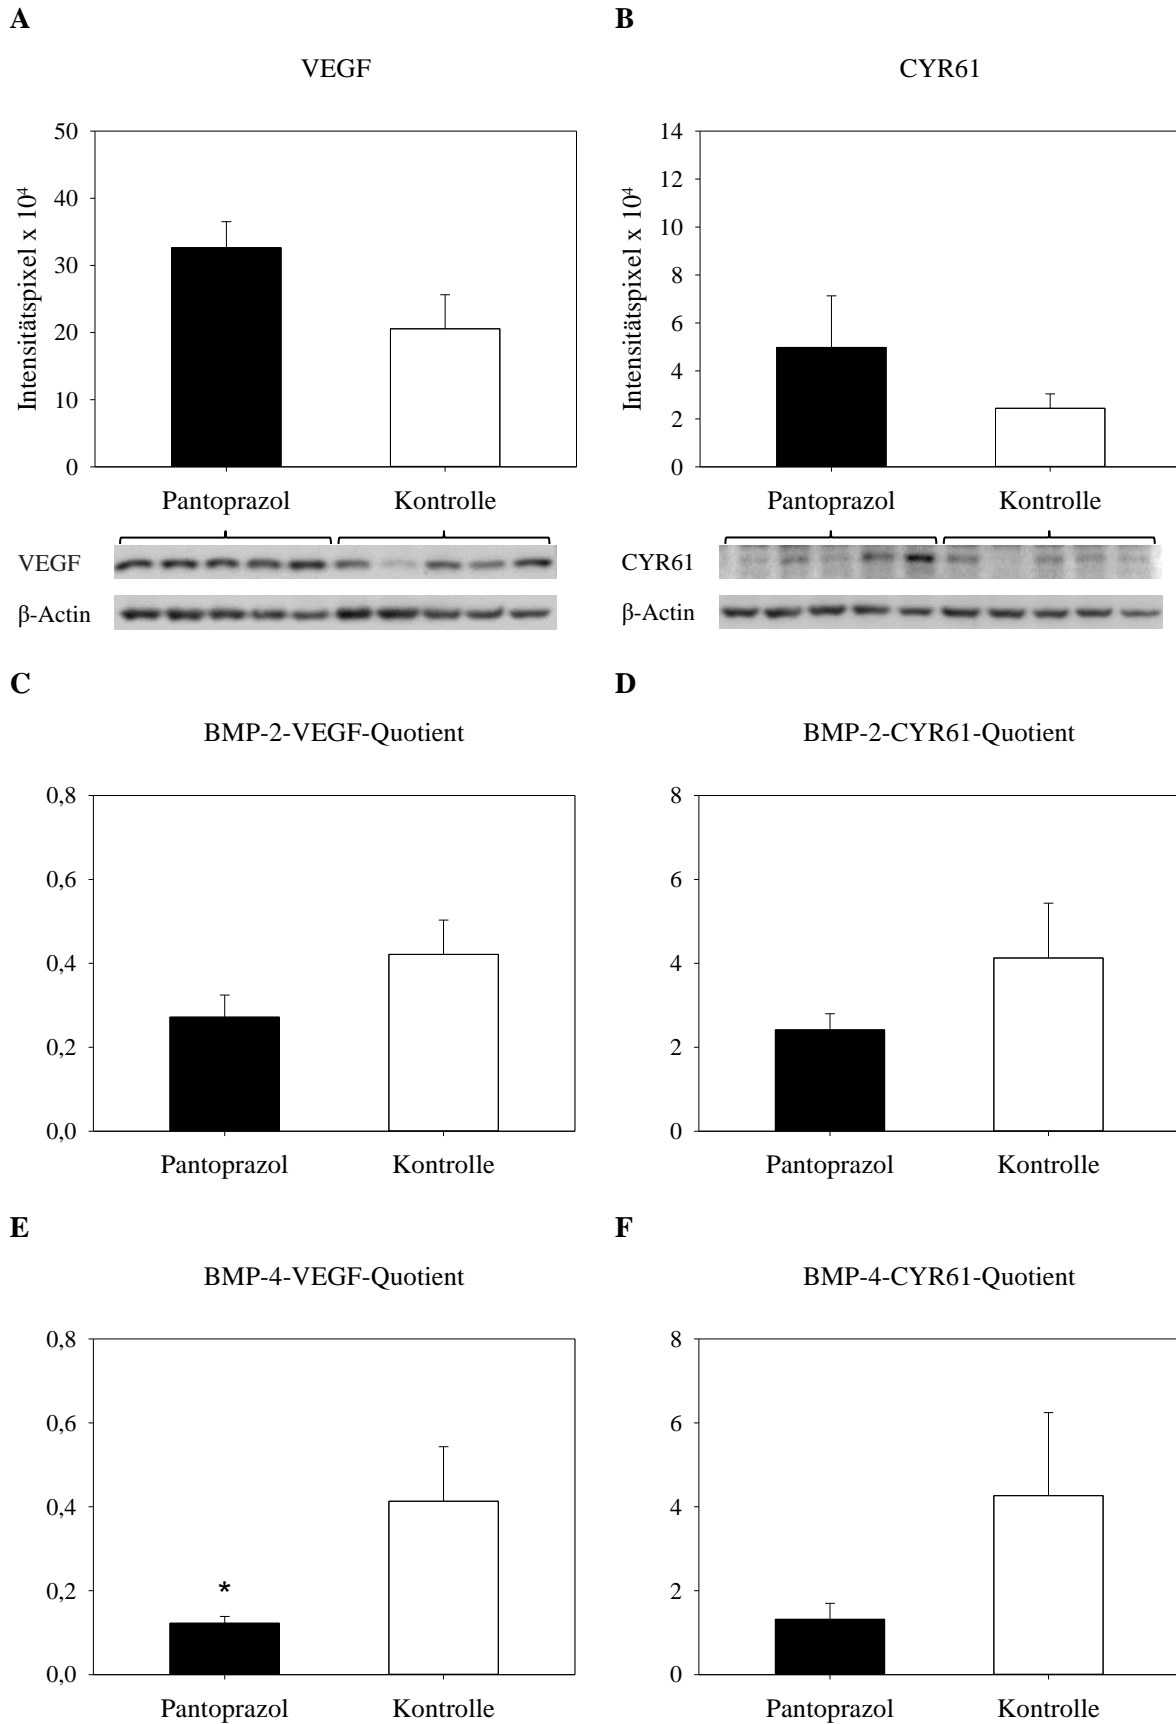 A
VEGF
50
40
30
20
10
0
Intensitätspixel x 10⁴
Pantoprazol Kontrolle
VEGF
β-Actin
B
CYR61
14
12
10
8
6
4
2
0
Intensitätspixel x 10⁴
Pantoprazol Kontrolle
CYR61
β-Actin
C
BMP-2-VEGF-Quotient
0,8
0,6
0,4
0,2
0,0
Pantoprazol Kontrolle
D
BMP-2-CYR61-Quotient
8
6
4
2
0
Pantoprazol Kontrolle
E
BMP-4-VEGF-Quotient
0,8
0,6
0,4
0,2
0,0
*
Pantoprazol Kontrolle
F
BMP-4-CYR61-Quotient
8
6
4
2
0
Pantoprazol Kontrolle